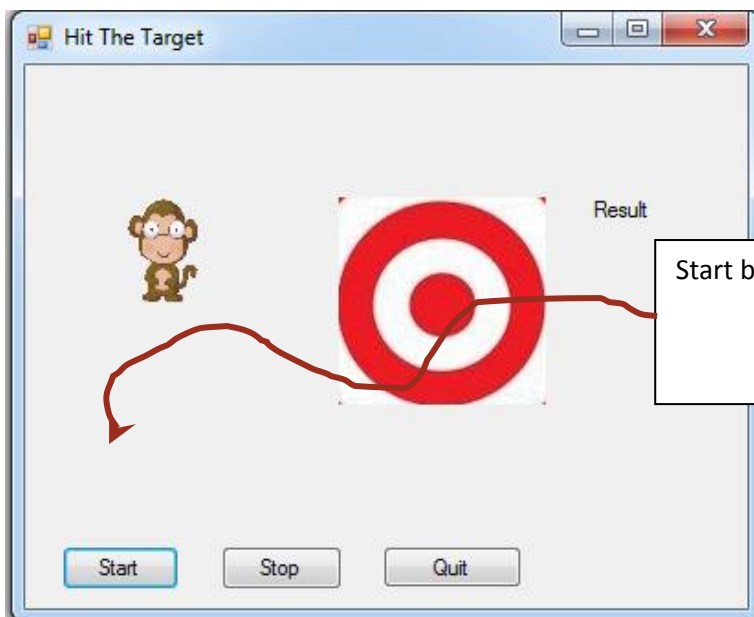 Hit The Target
Result
Start b
Start
Stop
Quit